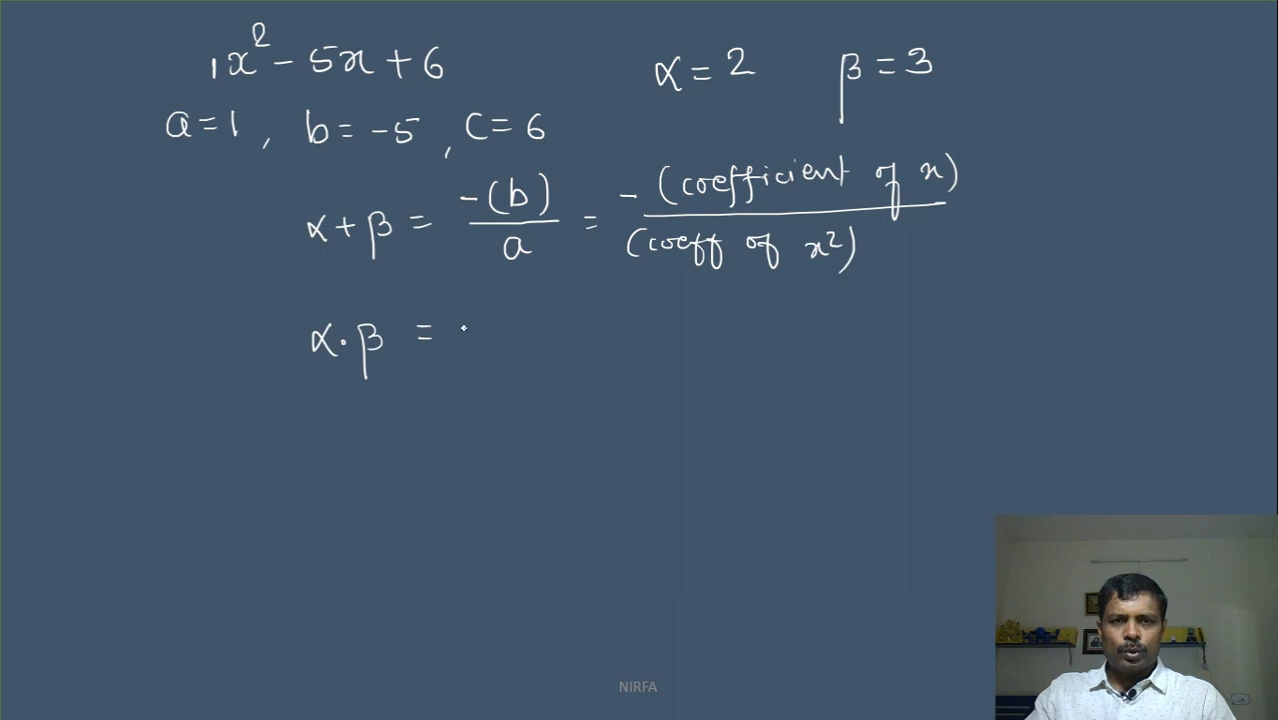 1x² - 5x + 6
α = 2 β = 3
a = 1, b = -5, c = 6
α + β = -(b)/a = -(coefficient of x)/(coeff of x²)
α · β =
NIRFA